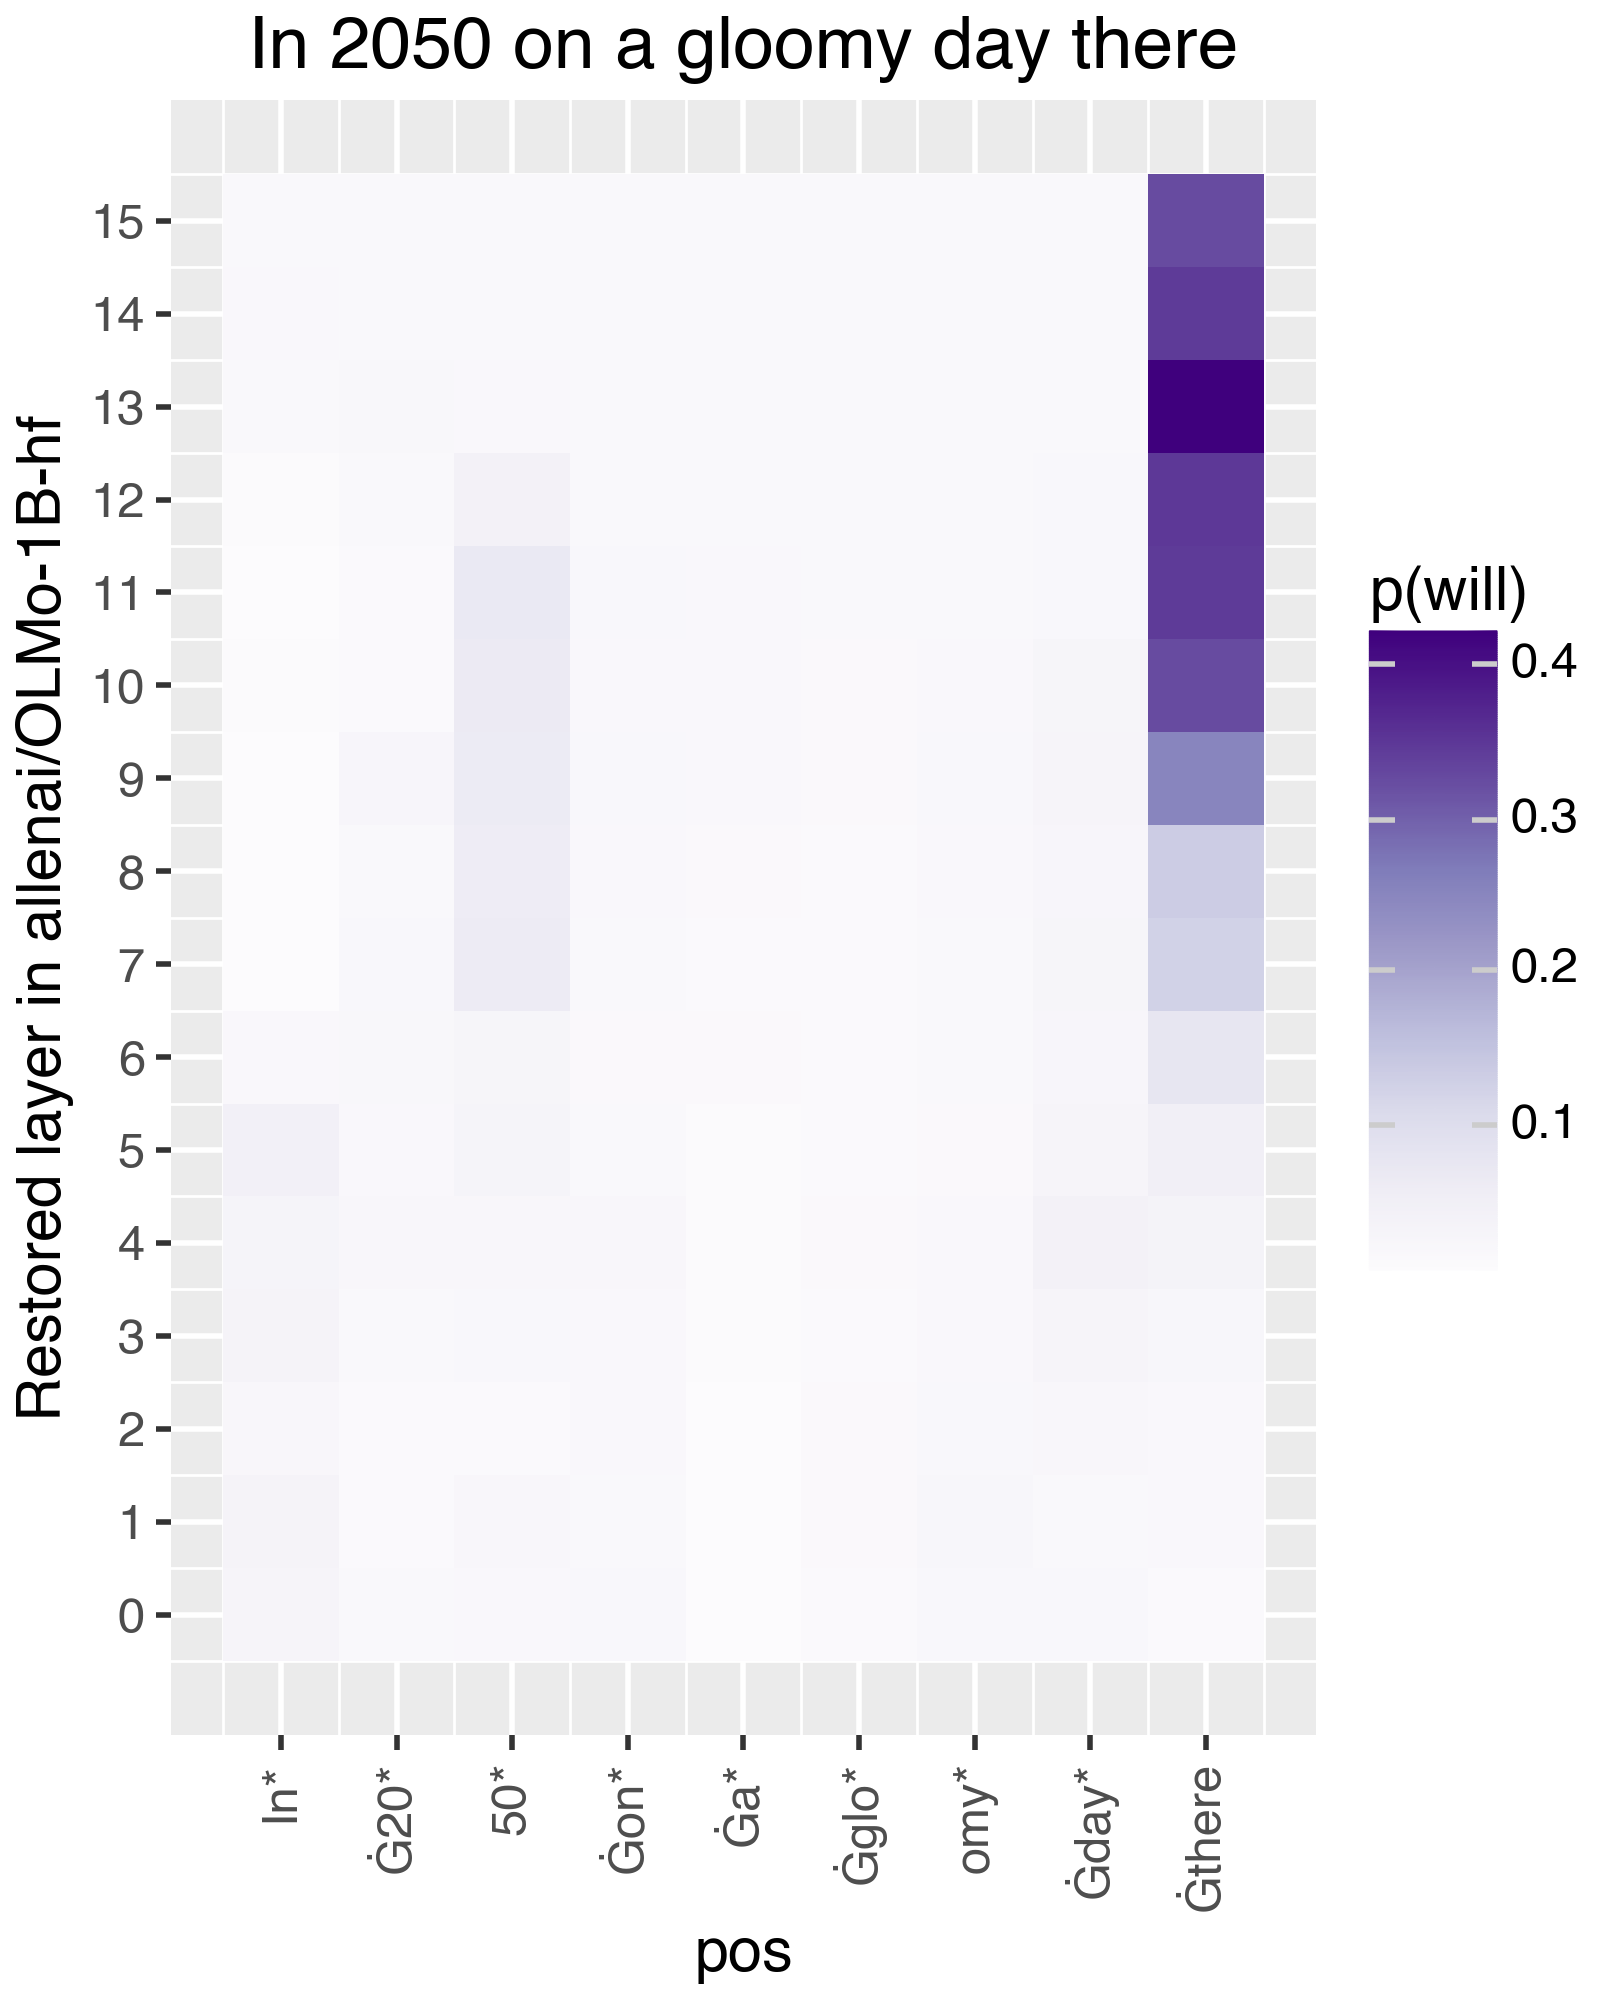 In 2050 on a gloomy day there
Restored layer in allenai/OLMo-1B-hf
15
14
13
12
11
10
9
8
7
6
5
4
3
2
1
0
In*
Ġ20*
50*
Ġon*
Ġa*
Ġglo*
omy*
Ġday*
Ġthere
pos
p(will)
0.4
0.3
0.2
0.1